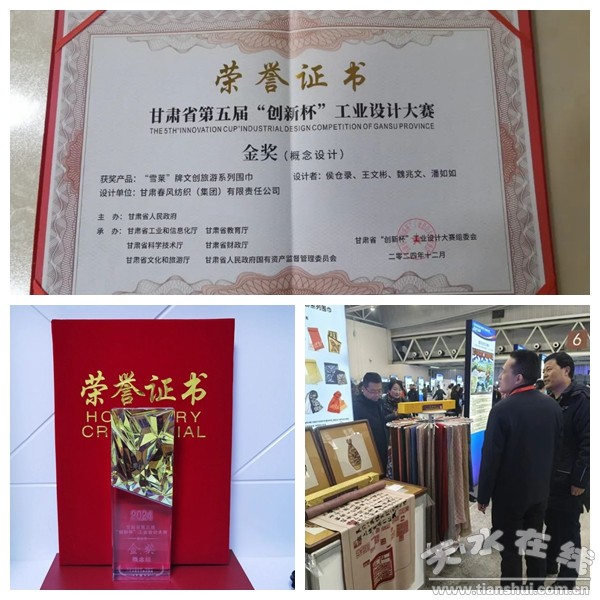 荣誉证书
甘肃省第五届“创新杯”工业设计大赛
THE 5TH"INNOVATION CUP"INDUSTRIAL DESIGN COMPETITION OF GANSU PROVINCE
金奖（概念设计）
获奖产品：“雪莱”牌文创旅游系列围巾 设计者：侯仓录、王文彬、魏兆文、潘如如
设计单位：甘肃春风纺织（集团）有限责任公司
主 办：甘肃省人民政府
承 办：甘肃省工业和信息化厅 甘肃省教育厅
甘肃省科学技术厅 甘肃省财政厅
甘肃省文化和旅游厅 甘肃省人民政府国有资产监督管理委员会
甘肃省“创新杯”工业设计大赛组委会
二〇二四年十二月
荣誉证书
2024
金奖
系列围巾
6
天水在线
www.tianshui.com.cn